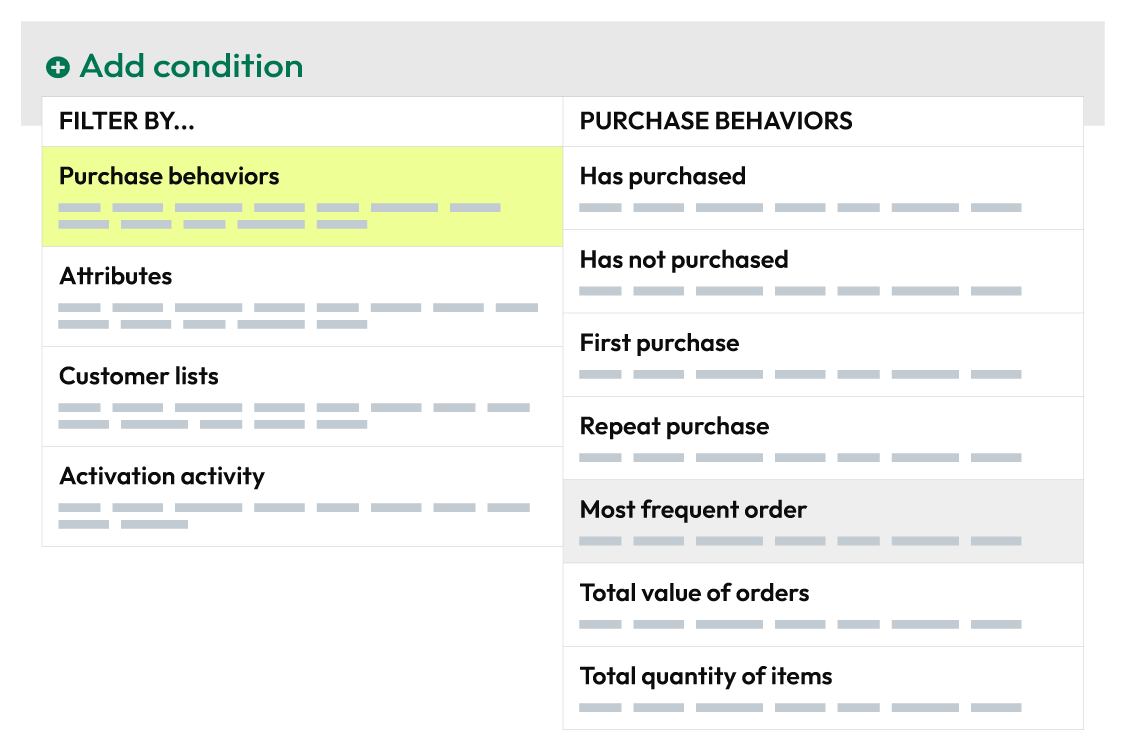 Add condition
FILTER BY...
Purchase behaviors
Attributes
Customer lists
Activation activity
PURCHASE BEHAVIORS
Has purchased
Has not purchased
First purchase
Repeat purchase
Most frequent order
Total value of orders
Total quantity of items